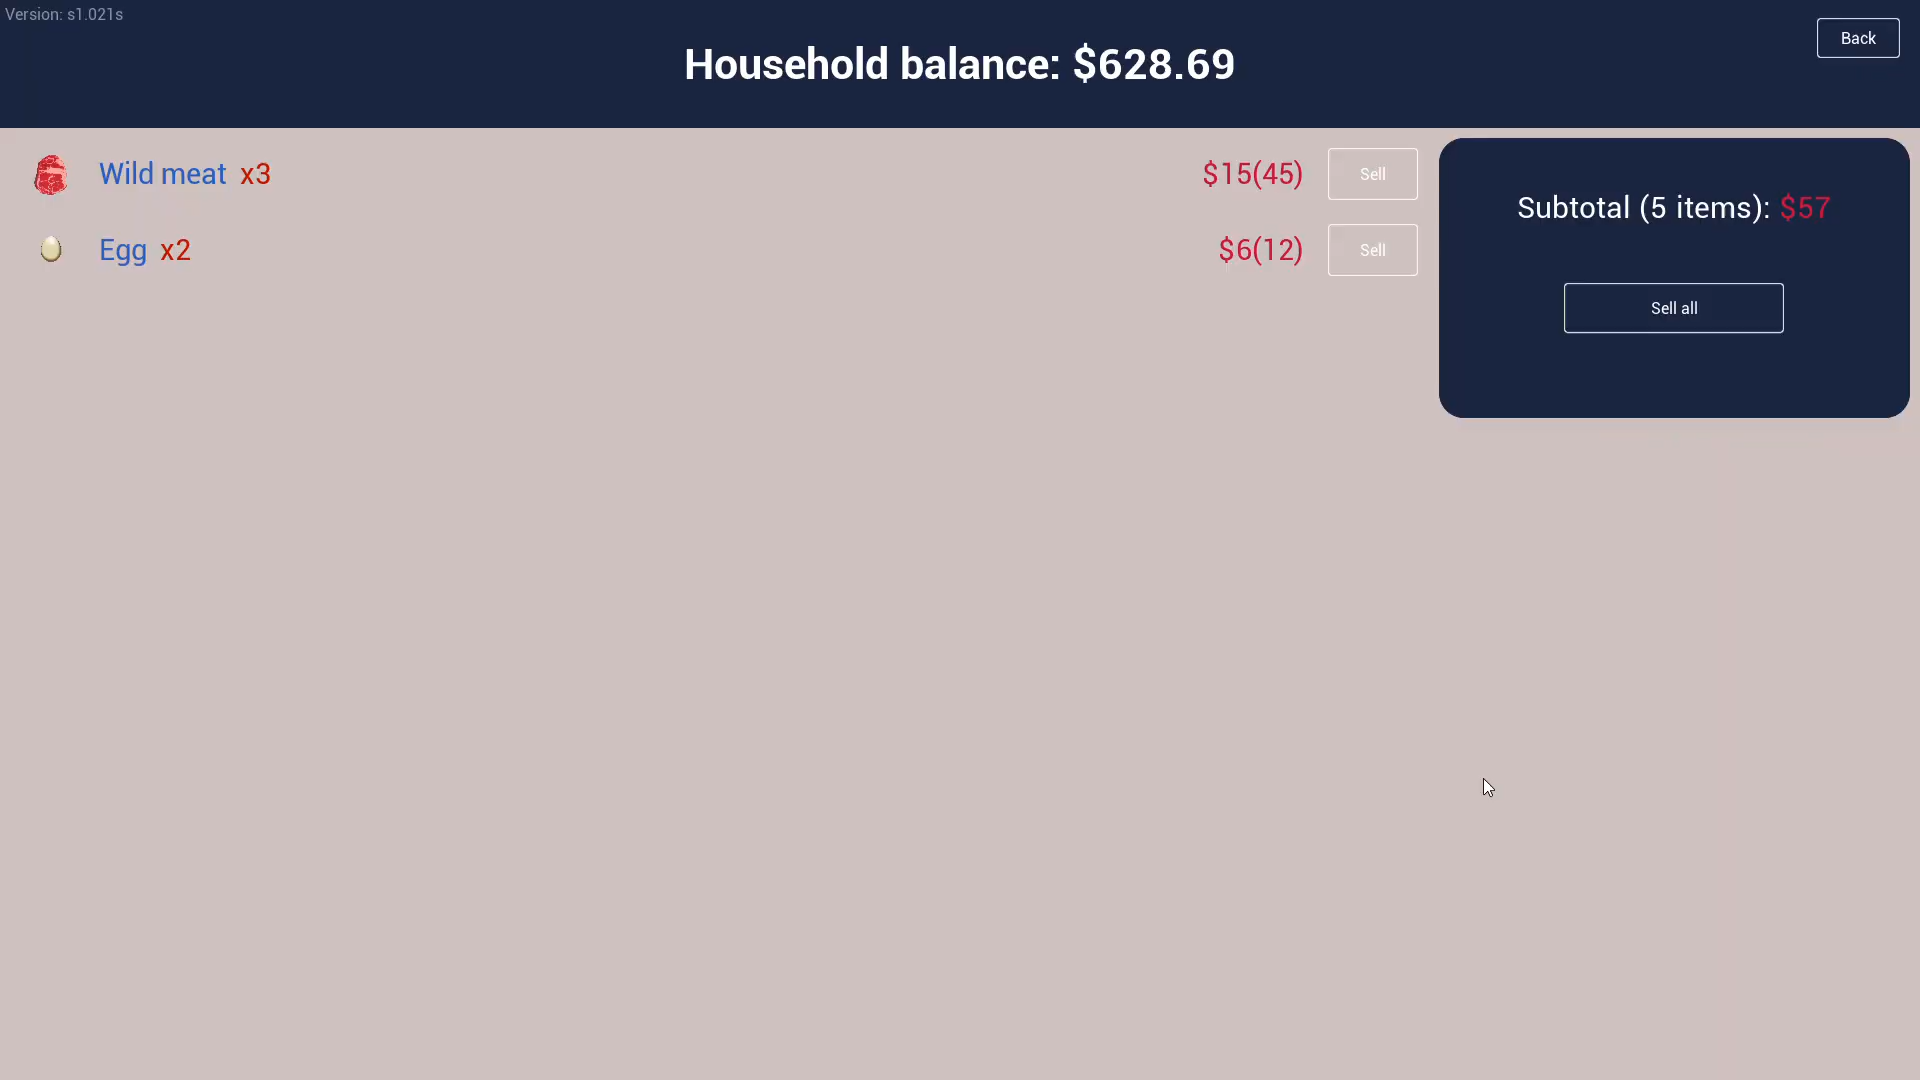 Version: s1.021s
Household balance: $628.69
Back
Wild meat x3 $15(45) Sell
Egg x2 $6(12) Sell
Subtotal (5 items): $57
Sell all